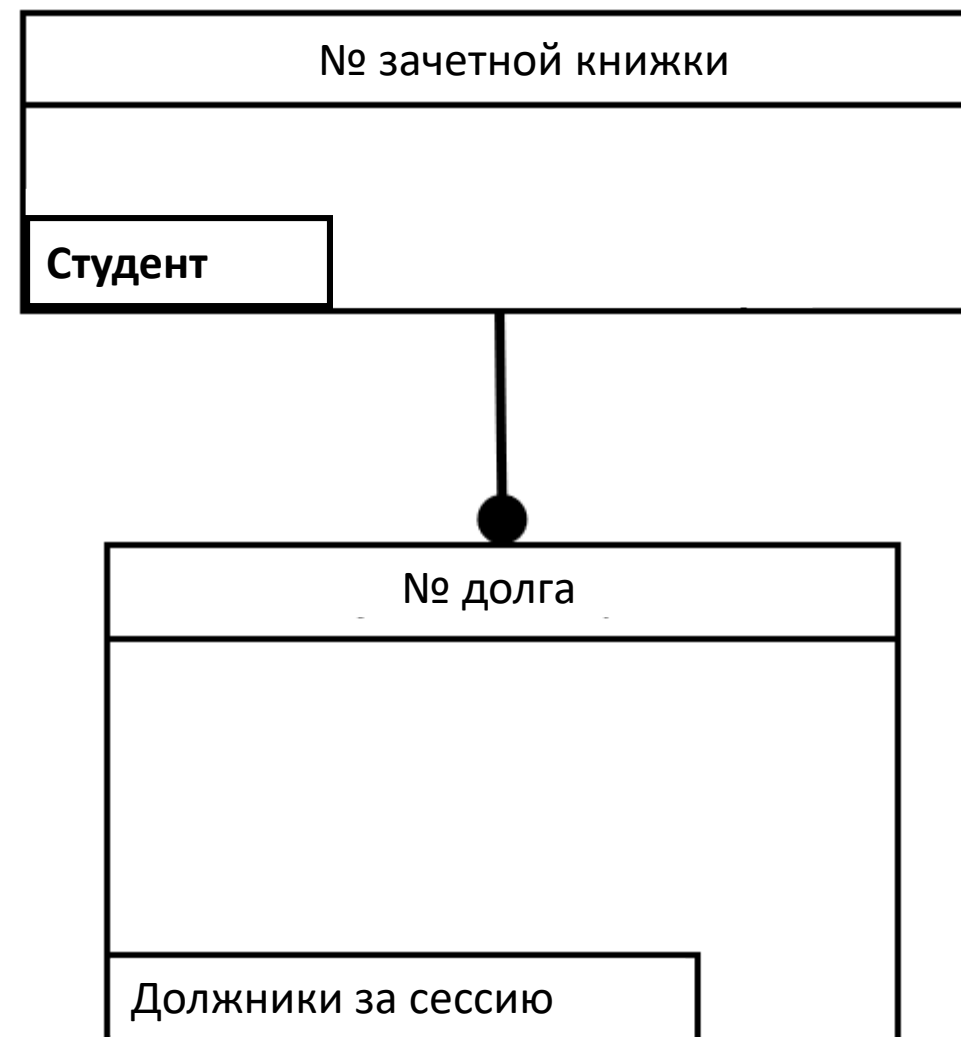 № зачетной книжки
Студент
№ долга
Должники за сессию